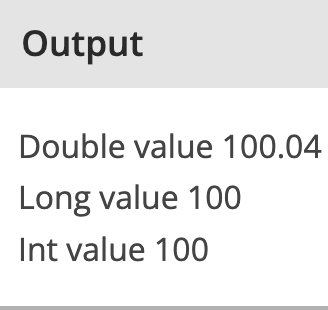 Output
Double value 100.04
Long value 100
Int value 100